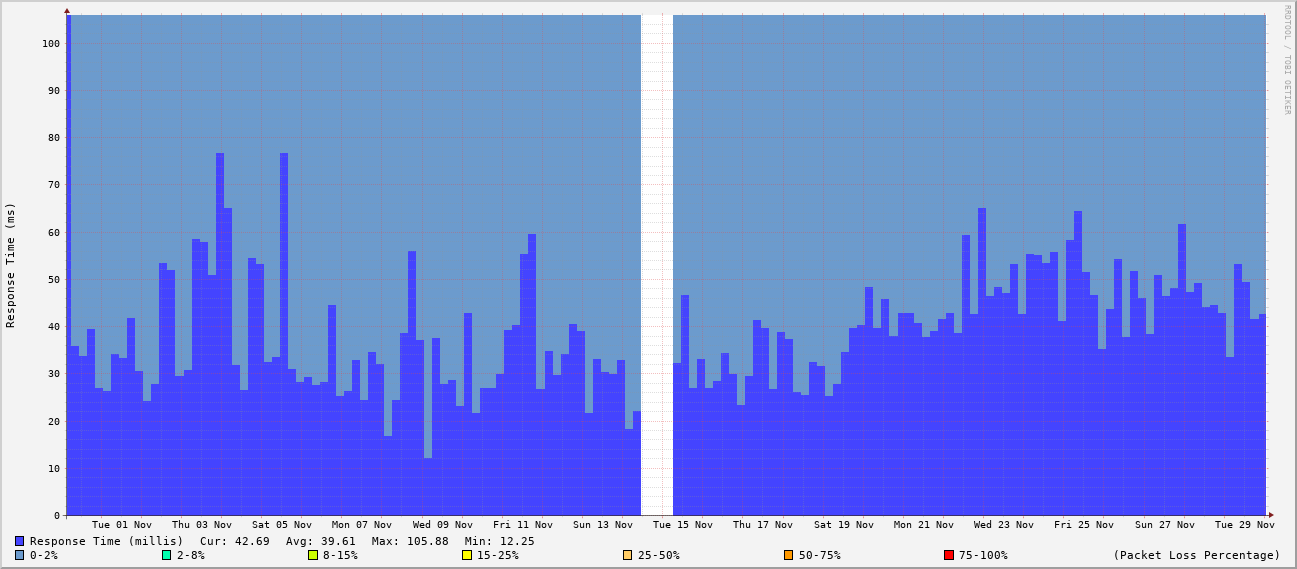 RRDTOOL / TOBI OETIKER
Response Time (ms)
100
90
80
70
60
50
40
30
20
10
0
Tue 01 Nov Thu 03 Nov Sat 05 Nov Mon 07 Nov Wed 09 Nov Fri 11 Nov Sun 13 Nov Tue 15 Nov Thu 17 Nov Sat 19 Nov Mon 21 Nov Wed 23 Nov Fri 25 Nov Sun 27 Nov Tue 29 Nov
Response Time (millis) Cur: 42.69 Avg: 39.61 Max: 105.88 Min: 12.25
0-2% 2-8% 8-15% 15-25% 25-50% 50-75% 75-100% (Packet Loss Percentage)